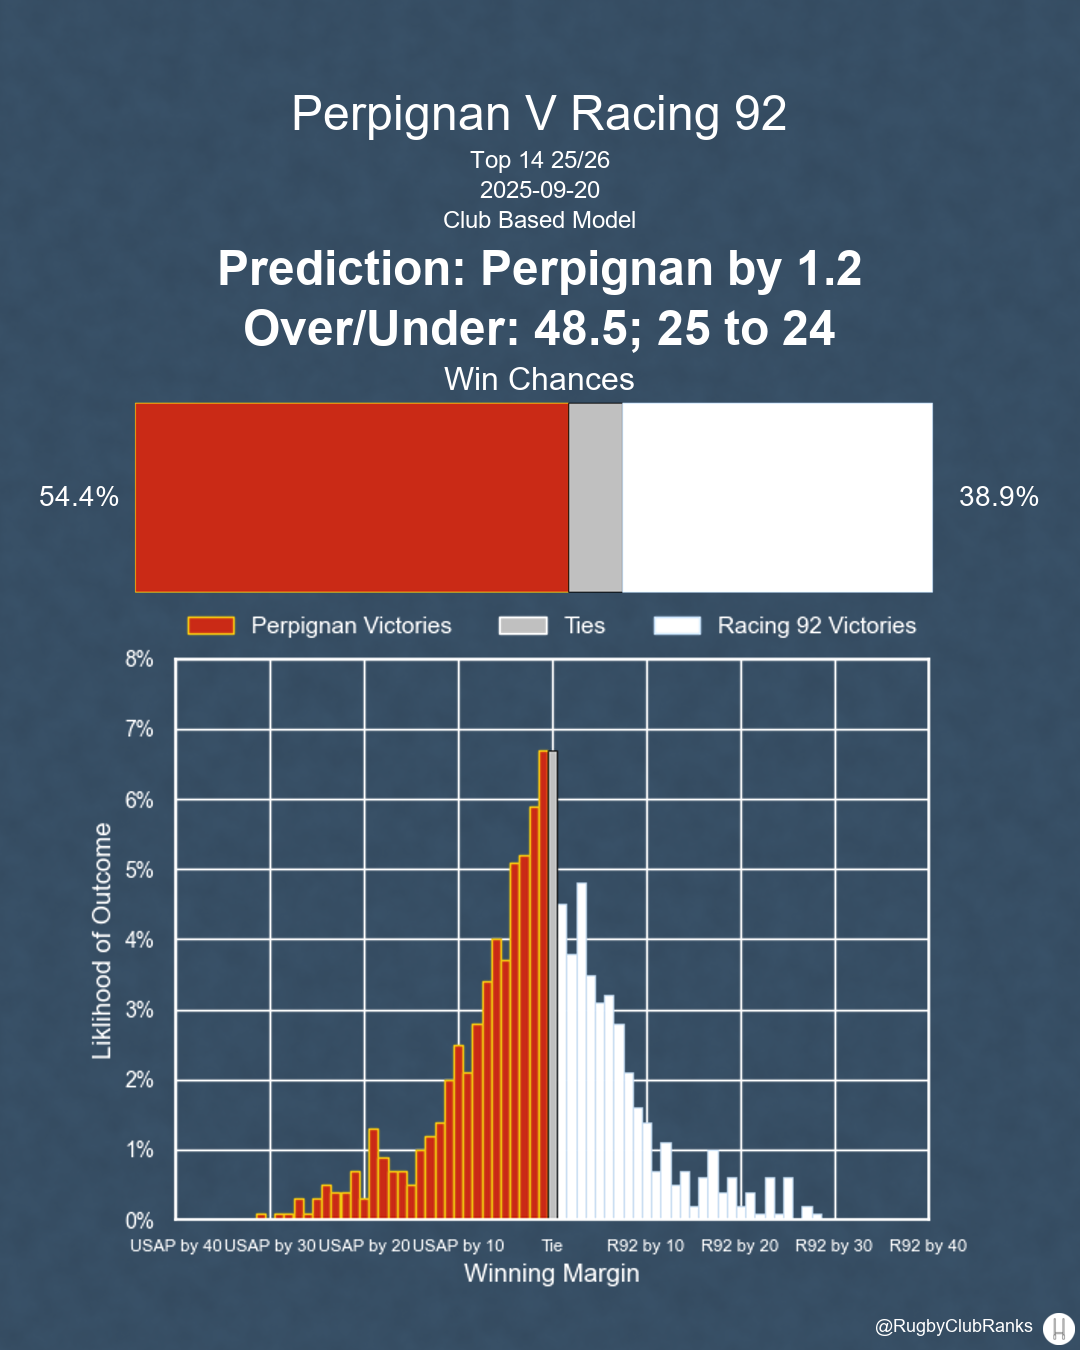 Perpignan V Racing 92
Top 14 25/26
2025-09-20
Club Based Model
Prediction: Perpignan by 1.2
Over/Under: 48.5; 25 to 24
Win Chances
54.4%
38.9%
Perpignan Victories
Ties
Racing 92 Victories
8%
7%
6%
5%
4%
3%
2%
1%
0%
Liklihood of Outcome
USAP by 40 USAP by 30 USAP by 20 USAP by 10 Tie R92 by 10 R92 by 20 R92 by 30 R92 by 40
Winning Margin
@RugbyClubRanks